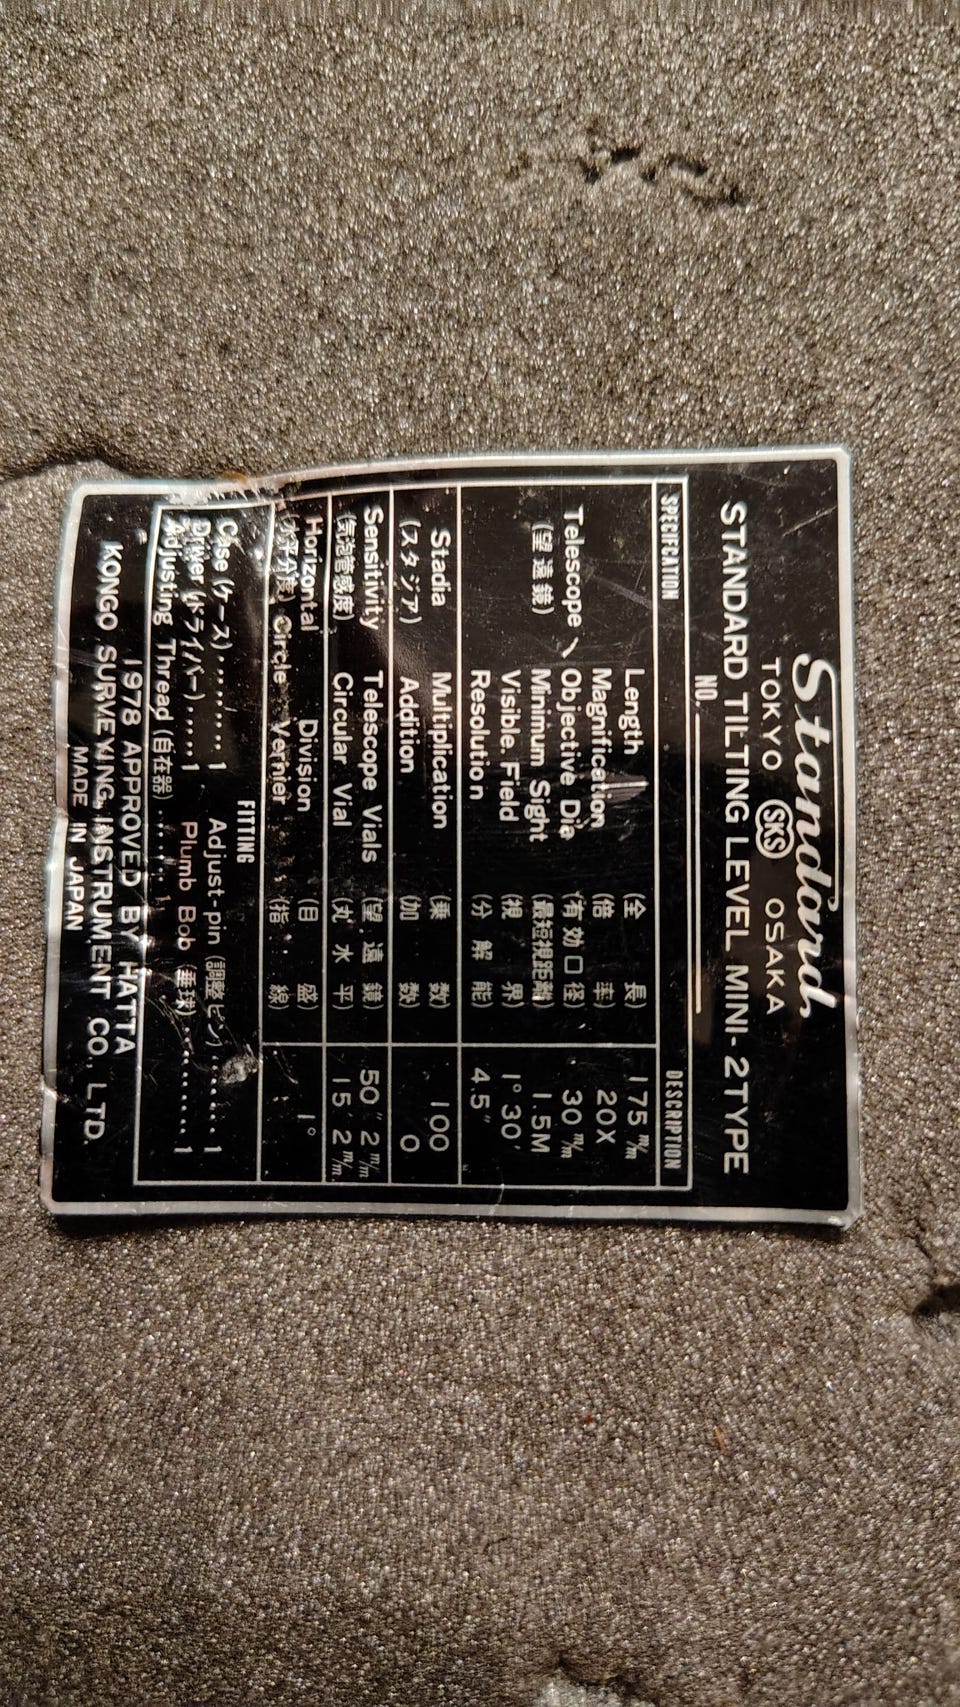 Standard
TOKYO SKS OSAKA
STANDARD TILTING LEVEL MINI-2TYPE
NO.
SPECIFEATION DESCRIPTION
Length (全長) 175 m/m
Magnification (倍率) 20X
Telescope Objective Die (有効口径) 30 m/m
(望遠鏡) Minimum Sight (最短視距離) 1.5M
Visible Field (視界) 1° 30′
Resolution (分解能) 4.5″
Stadia Multiplication (乗数) 100
(スタジア) Addition (加数) 0
Sensitivity Telescope Vials (望遠鏡) 50″ 2 m/m
(気泡管感度) Circular Vial (丸水平) 15′ 2 m/m
Horizontal Division (目盛) 1°
(水平分度) Circle Vernier (指線)
FITTING
Case (ケース)......... 1 Adjust-pin (調整ピン)....... 1
Driver (ドライバー)..... 1 Plumb Bob (垂球).......... 1
Adjusting Thread (自在器)........ 1
1978 APPROVED BY HATTA
KONGO SURVEYING INSTRUMENT CO., LTD.
MADE IN JAPAN